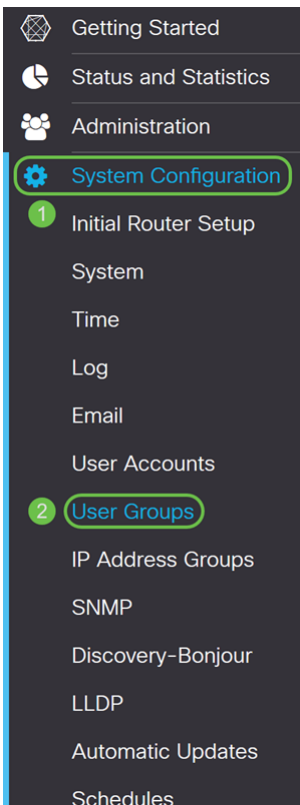 Getting Started
Status and Statistics
Administration
System Configuration
1
Initial Router Setup
System
Time
Log
Email
User Accounts
2 User Groups
IP Address Groups
SNMP
Discovery-Bonjour
LLDP
Automatic Updates
Schedules